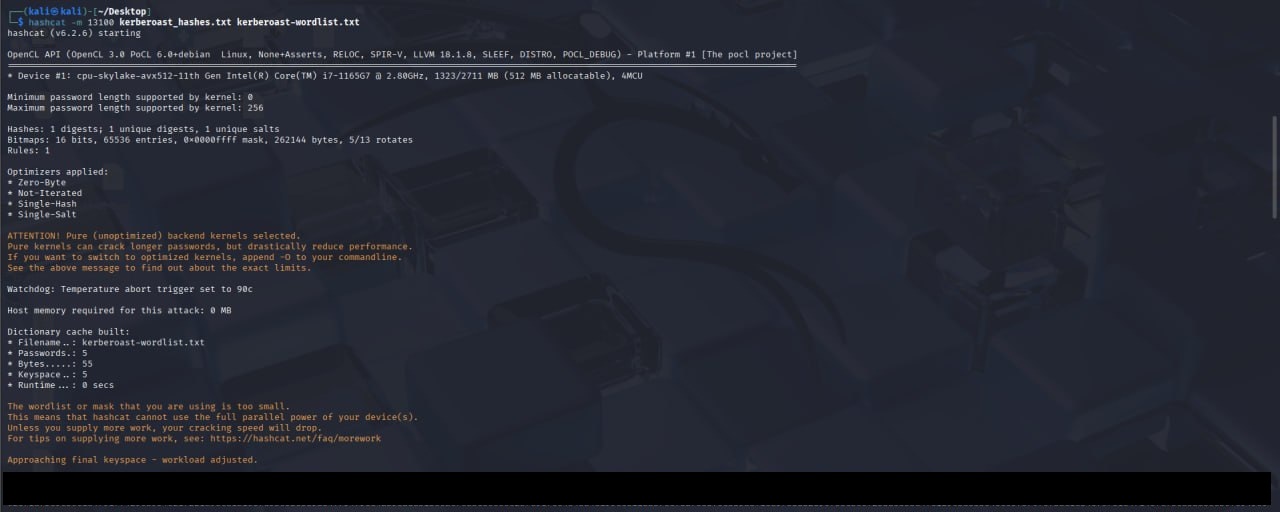 ┌──(kali㉿kali)-[~/Desktop]
└─$ hashcat -m 13100 kerberoast_hashes.txt kerberoast-wordlist.txt
hashcat (v6.2.6) starting
OpenCL API (OpenCL 3.0 PoCL 6.0+debian  Linux, None+Asserts, RELOC, SPIR-V, LLVM 18.1.8, SLEEF, DISTRO, POCL_DEBUG) - Platform #1 [The pocl project]
* Device #1: cpu-skylake-avx512-11th Gen Intel(R) Core(TM) i7-1165G7 @ 2.80GHz, 1323/2711 MB (512 MB allocatable), 4MCU
Minimum password length supported by kernel: 0
Maximum password length supported by kernel: 256
Hashes: 1 digests; 1 unique digests, 1 unique salts
Bitmaps: 16 bits, 65536 entries, 0x0000ffff mask, 262144 bytes, 5/13 rotates
Rules: 1
Optimizers applied:
* Zero-Byte
* Not-Iterated
* Single-Hash
* Single-Salt
ATTENTION! Pure (unoptimized) backend kernels selected.
Pure kernels can crack longer passwords, but drastically reduce performance.
If you want to switch to optimized kernels, append -O to your commandline.
See the above message to find out about the exact limits.
Watchdog: Temperature abort trigger set to 90c
Host memory required for this attack: 0 MB
Dictionary cache built:
* Filename..: kerberoast-wordlist.txt
* Passwords.: 5
* Bytes.....: 55
* Keyspace..: 5
* Runtime...: 0 secs
The wordlist or mask that you are using is too small.
This means that hashcat cannot use the full parallel power of your device(s).
Unless you supply more work, your cracking speed will drop.
For tips on supplying more work, see: https://hashcat.net/faq/morework
Approaching final keyspace - workload adjusted.